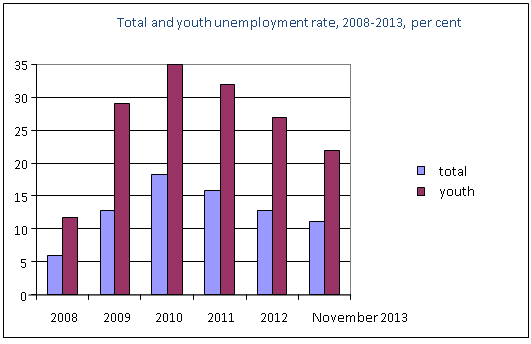 Total and youth unemployment rate, 2008-2013, per cent
35
30
25
20
15
10
5
0
2008 2009 2010 2011 2012 November 2013
total
youth